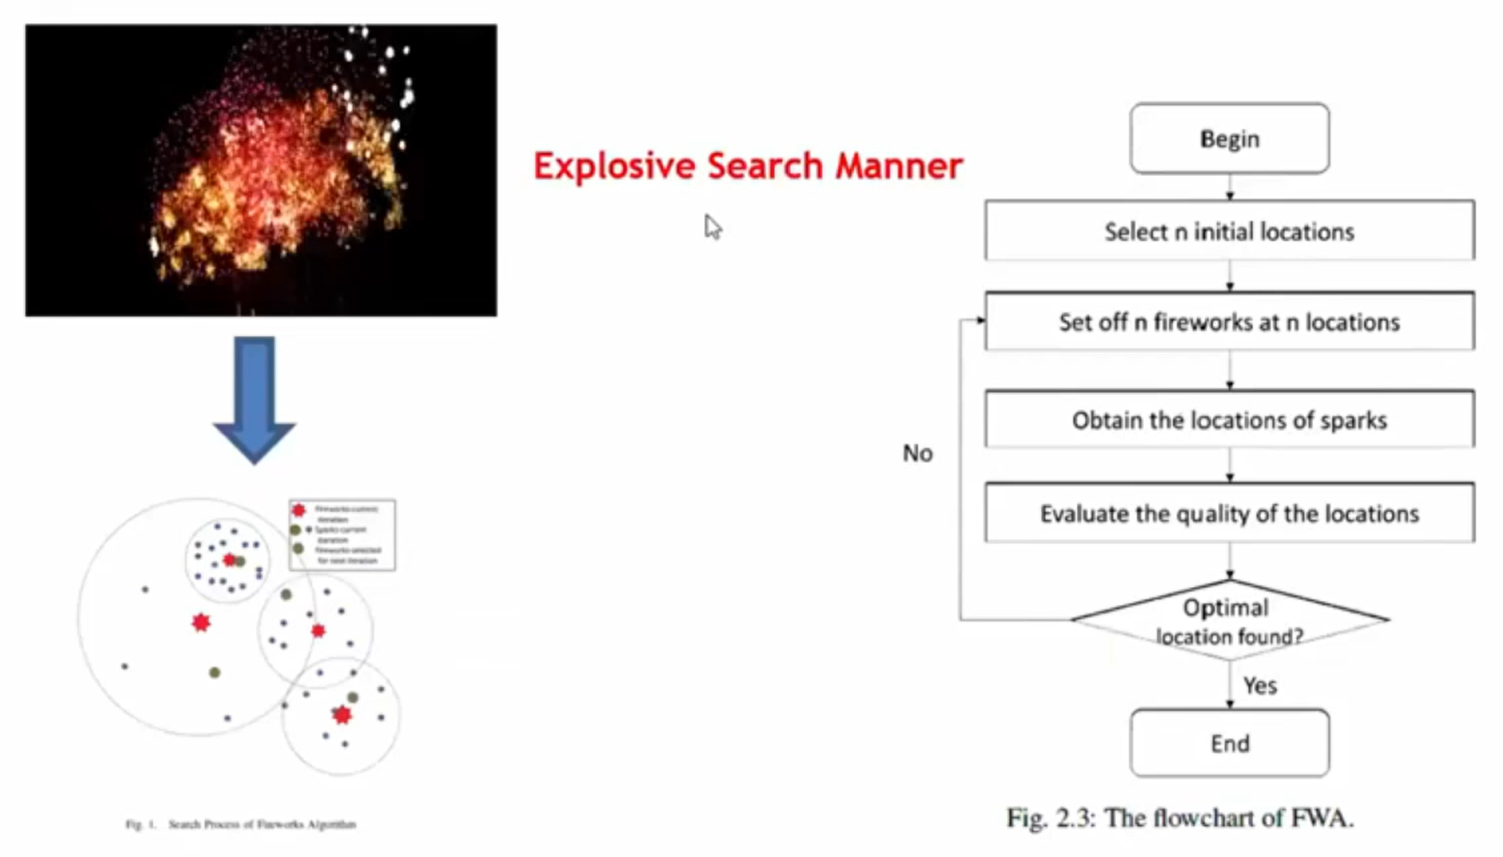 Explosive Search Manner
Fireworks current
iteration
Sparks current
iteration
Fireworks selected
for next iteration
Fig. 1. Search Process of Fireworks Algorithm
Begin
Select n initial locations
Set off n fireworks at n locations
Obtain the locations of sparks
Evaluate the quality of the locations
Optimal
location found?
No
Yes
End
Fig. 2.3: The flowchart of FWA.